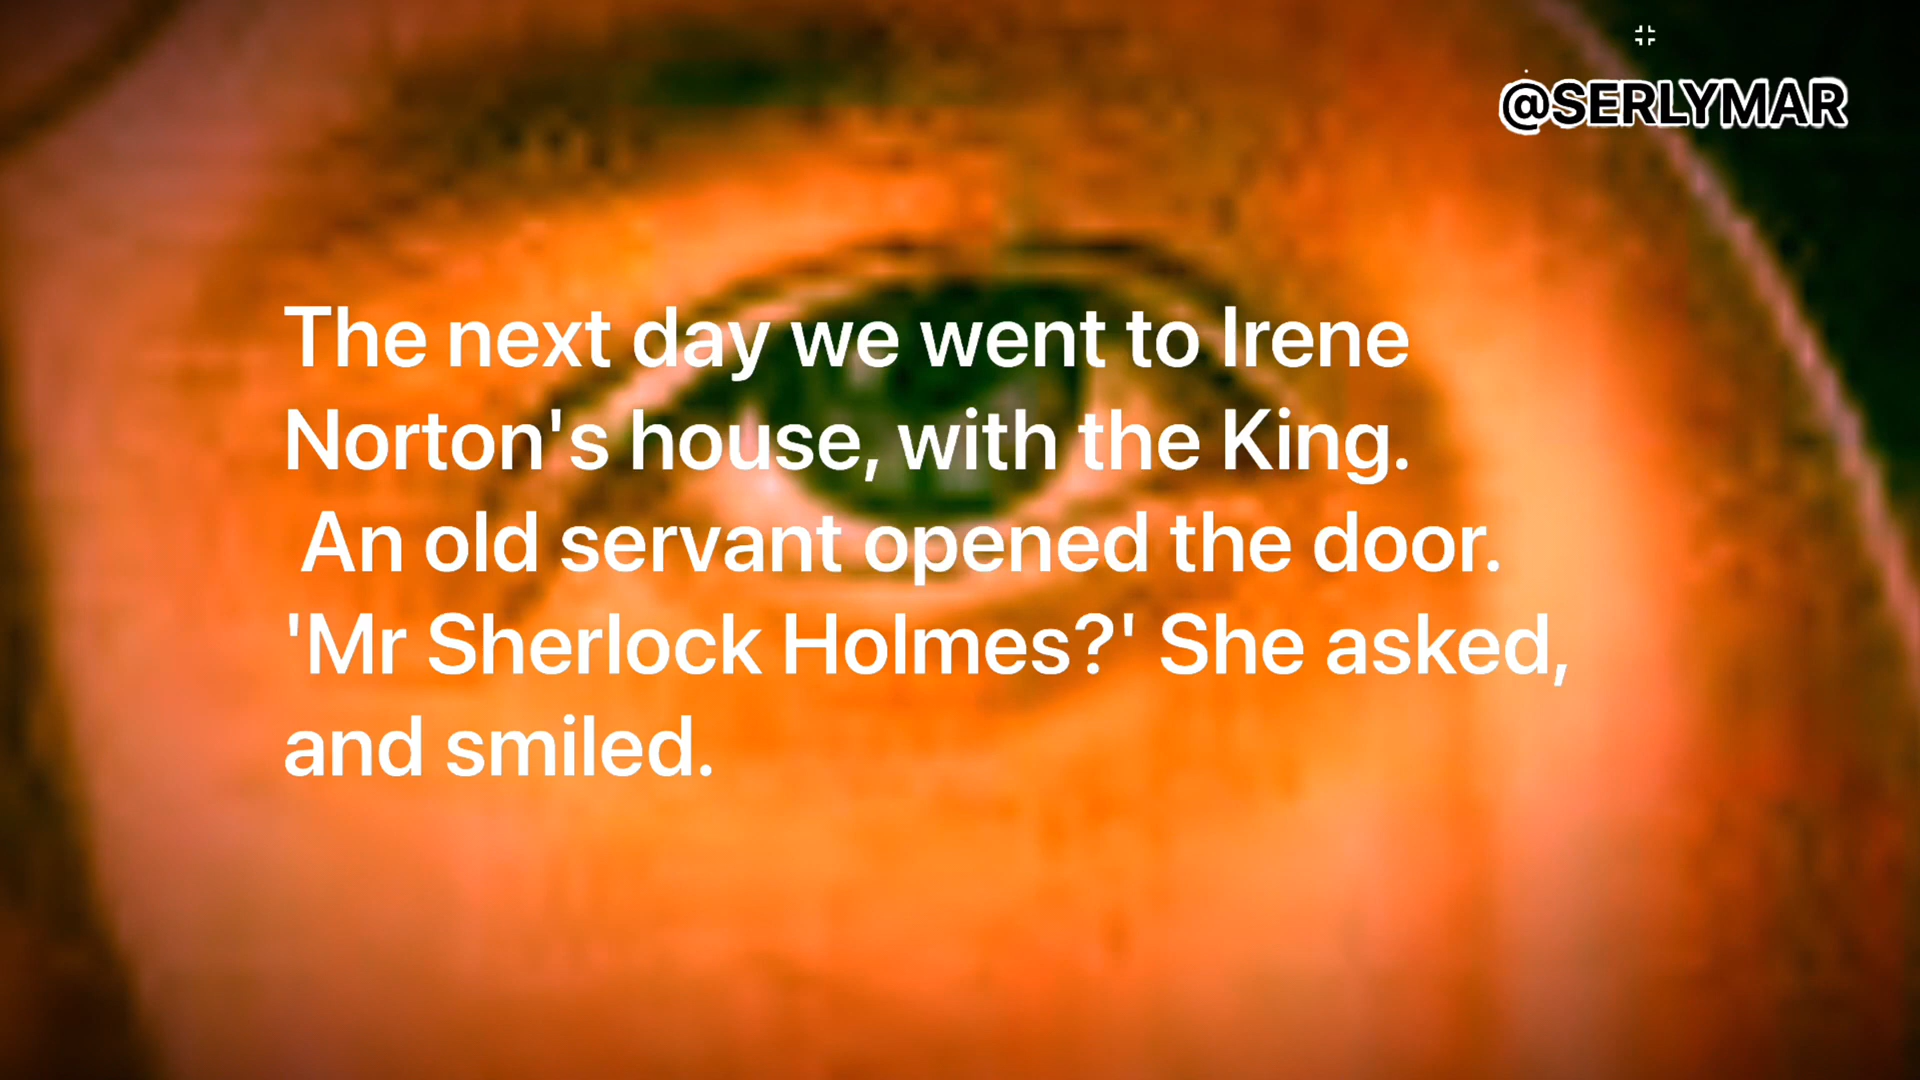 @SERLYMAR
The next day we went to Irene
Norton's house, with the King.
An old servant opened the door.
'Mr Sherlock Holmes?' She asked,
and smiled.